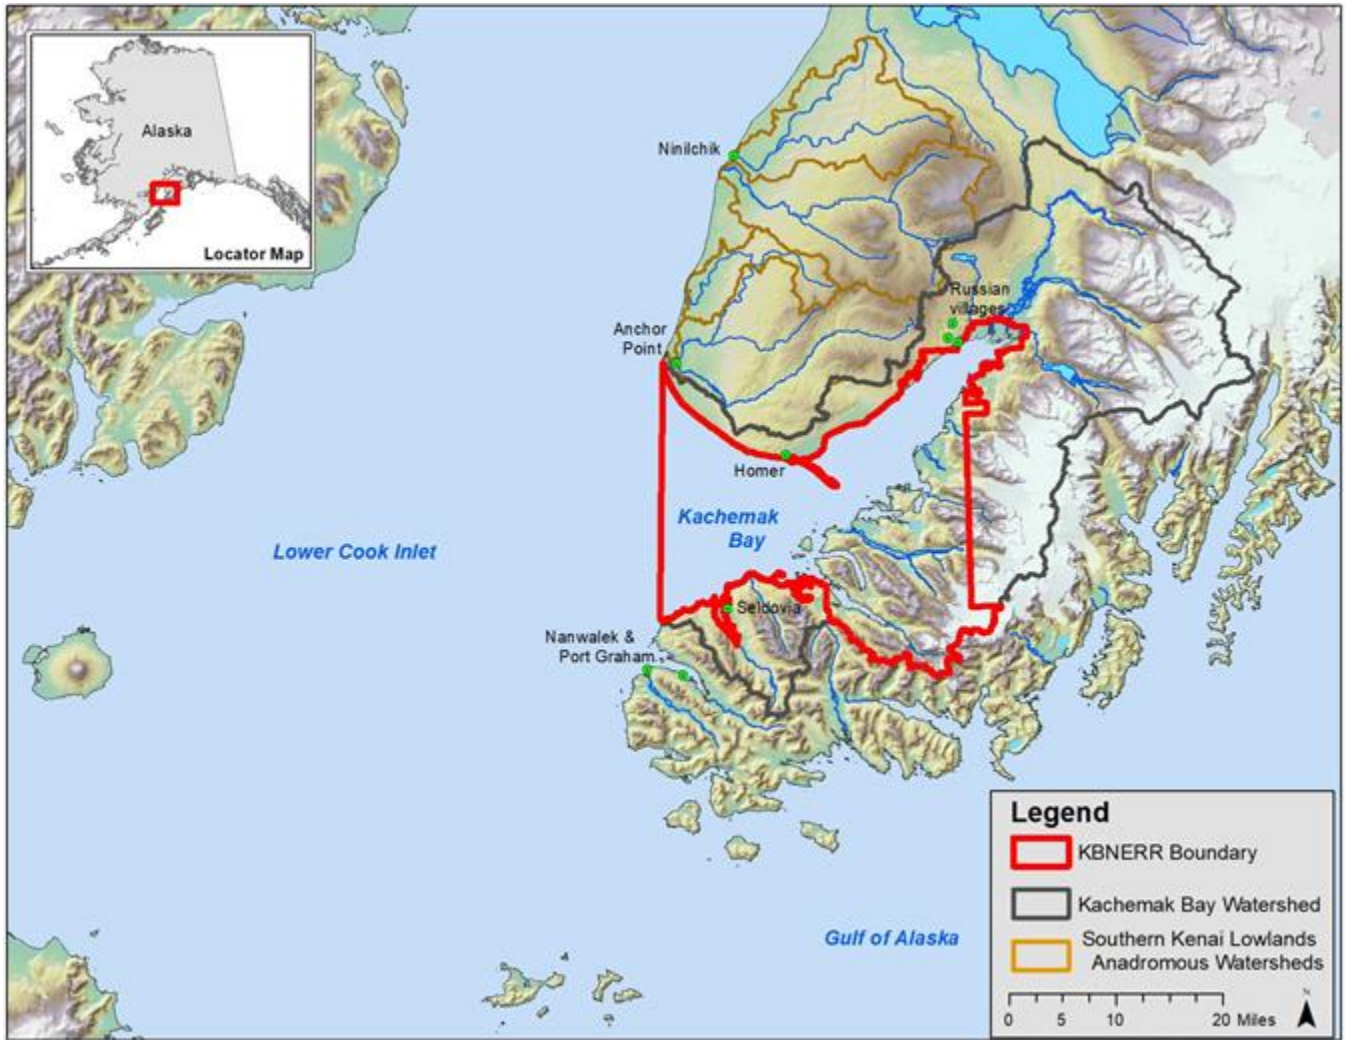 Alaska
Locator Map
Ninilchik
Russian
villages
Anchor
Point
Homer
Kachemak
Bay
Lower Cook Inlet
Seldovia
Nanwalek &
Port Graham
Gulf of Alaska
Legend
KBNERR Boundary
Kachemak Bay Watershed
Southern Kenai Lowlands
Anadromous Watersheds
N
0 5 10 20 Miles